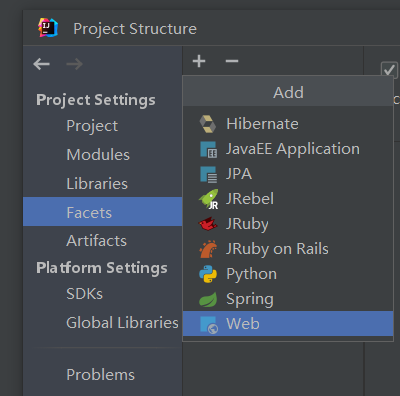 Project Structure
Project Settings
Project
Modules
Libraries
Facets
Artifacts
Platform Settings
SDKs
Global Libraries
Problems
Add
Hibernate
JavaEE Application
JPA
JRebel
JRuby
JRuby on Rails
Python
Spring
Web